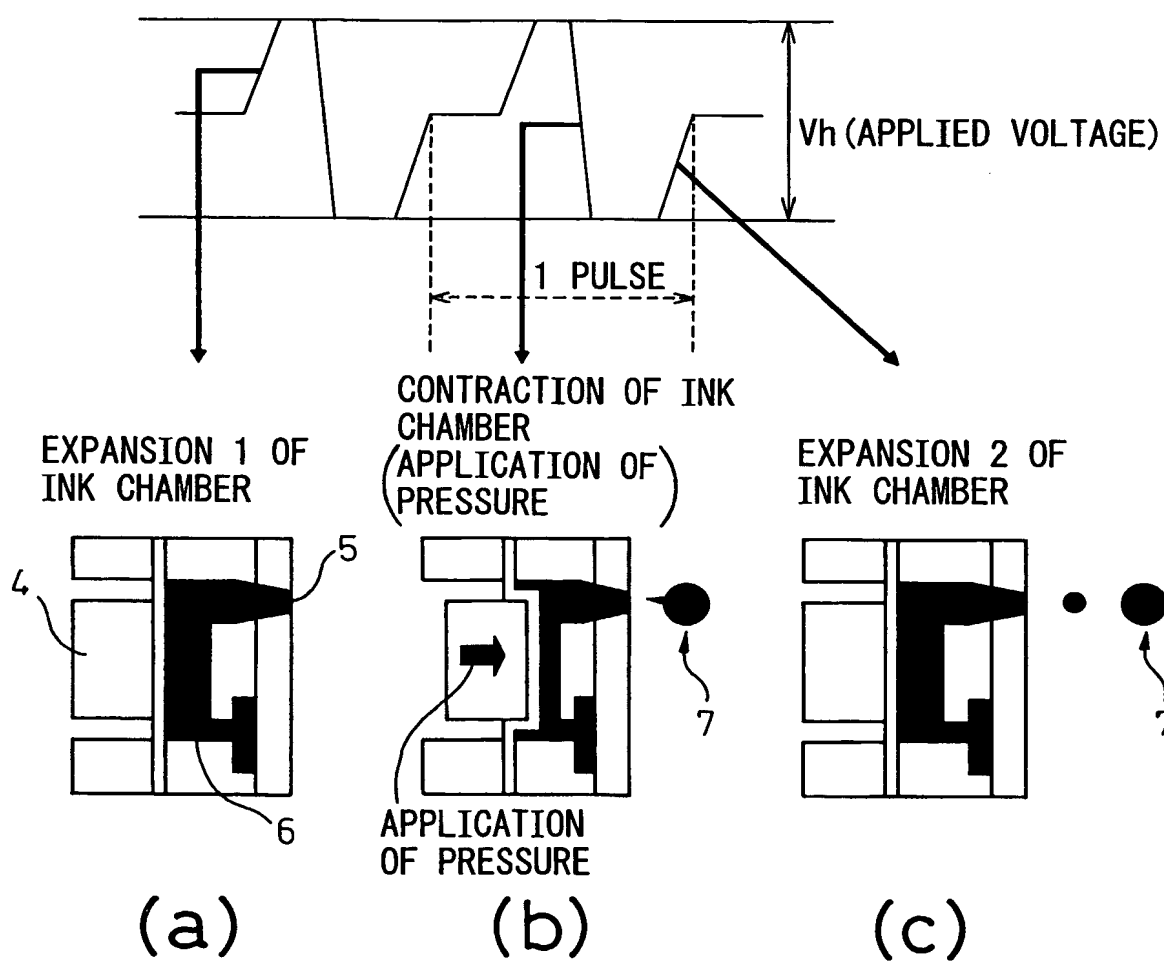 Vh(APPLIED VOLTAGE)
1 PULSE
CONTRACTION OF INK
CHAMBER
(APPLICATION OF
PRESSURE)
EXPANSION 1 OF
INK CHAMBER
EXPANSION 2 OF
INK CHAMBER
4
5
6
7
7
APPLICATION
OF PRESSURE
(a)
(b)
(c)